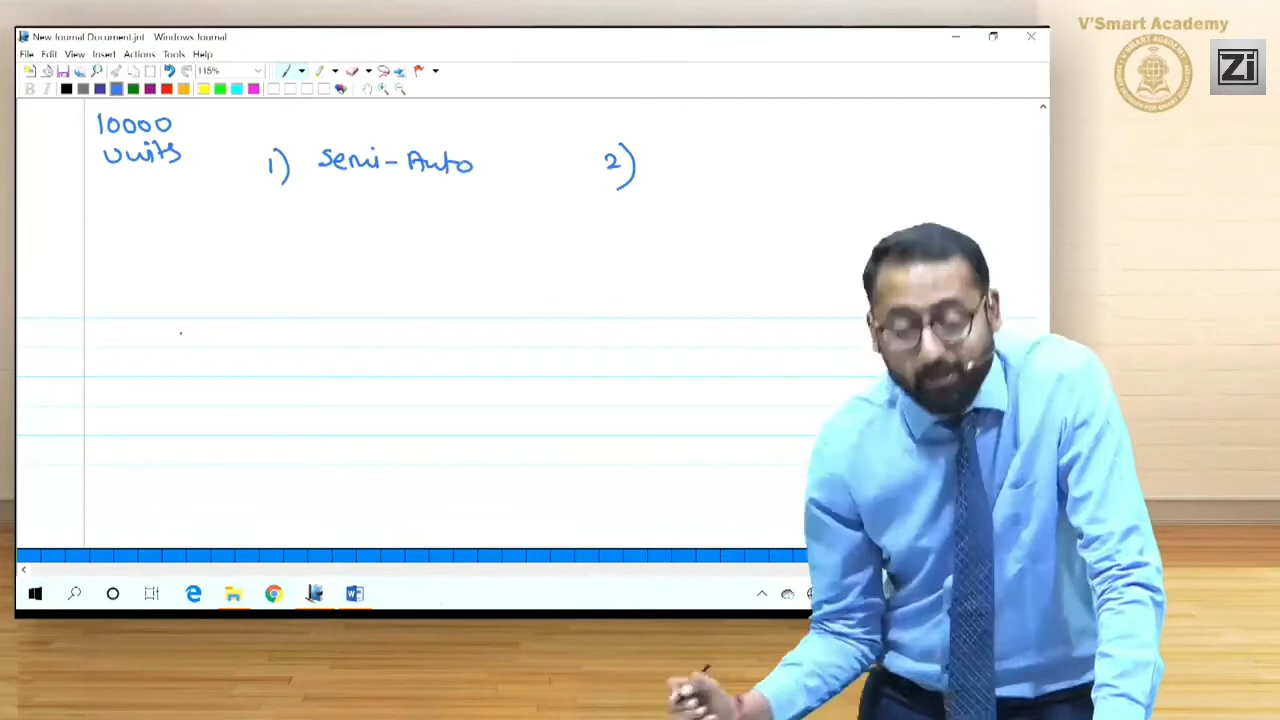 V'Smart Academy
New Journal Document.jnt - Windows Journal
File Edit View Insert Actions Tools Help
115%
B I
Zi
10000
Units
1) Semi-Auto
2)